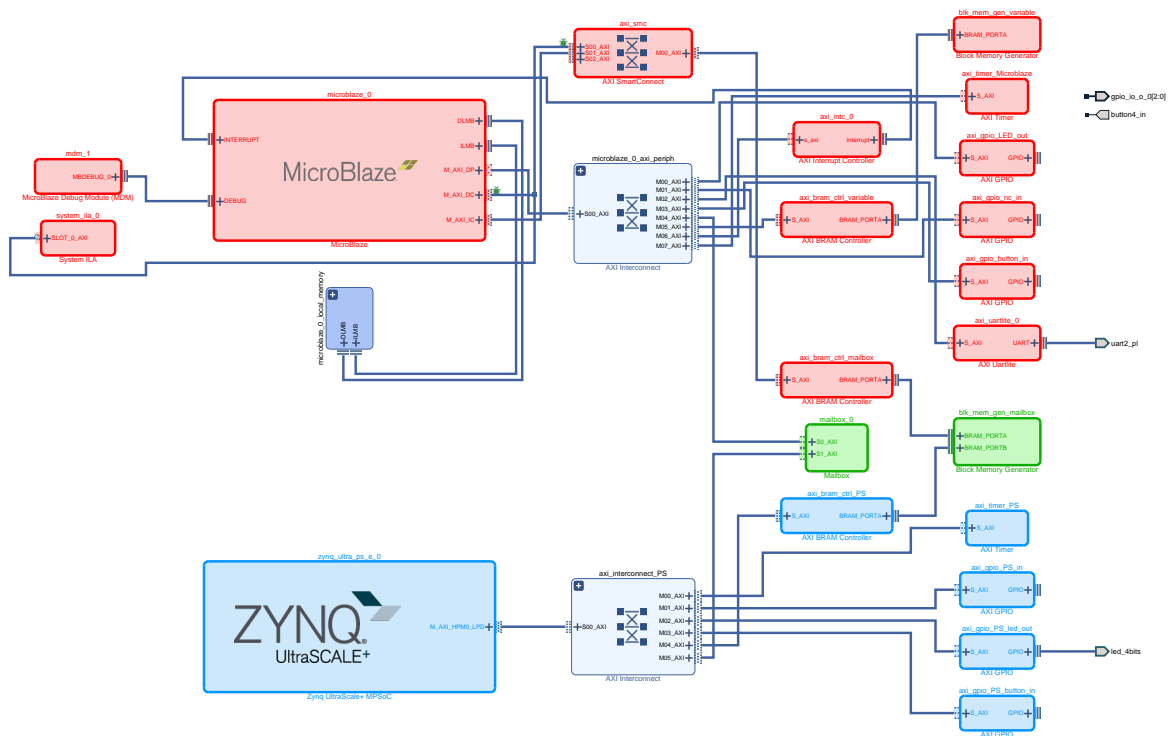 axi_smc
S00_AXI
S01_AXI
S02_AXI
M00_AXI
AXI SmartConnect
blk_mem_gen_variable
BRAM_PORTA
Block Memory Generator
axi_timer_Microblaze
S_AXI
AXI Timer
gpio_io_o_0[2:0]
button4_in
microblaze_0
INTERRUPT
DEBUG
MicroBlaze
DLMB
ILMB
M_AXI_DP
M_AXI_DC
M_AXI_IC
MicroBlaze
mdm_1
MBDEBUG_0
MicroBlaze Debug Module (MDM)
system_ila_0
SLOT_0_AXI
System ILA
microblaze_0_local_memory
DLMB
ILMB
microblaze_0_axi_periph
S00_AXI
M00_AXI
M01_AXI
M02_AXI
M03_AXI
M04_AXI
M05_AXI
M06_AXI
M07_AXI
AXI Interconnect
axi_intc_0
s_axi
interrupt
AXI Interrupt Controller
axi_bram_ctrl_variable
S_AXI
BRAM_PORTA
AXI BRAM Controller
axi_gpio_LED_out
S_AXI
GPIO
AXI GPIO
axi_gpio_nc_in
S_AXI
GPIO
AXI GPIO
axi_gpio_button_in
S_AXI
GPIO
AXI GPIO
axi_uartlite_0
S_AXI
UART
AXI Uartlite
uart2_pl
axi_bram_ctrl_mailbox
S_AXI
BRAM_PORTA
AXI BRAM Controller
mailbox_0
S0_AXI
S1_AXI
Mailbox
blk_mem_gen_mailbox
BRAM_PORTA
BRAM_PORTB
Block Memory Generator
axi_bram_ctrl_PS
S_AXI
BRAM_PORTA
AXI BRAM Controller
axi_timer_PS
S_AXI
AXI Timer
zynq_ultra_ps_e_0
ZYNQ
UltraSCALE+
M_AXI_HPM0_LPD
Zynq UltraScale+ MPSoC
axi_interconnect_PS
S00_AXI
M00_AXI
M01_AXI
M02_AXI
M03_AXI
M04_AXI
M05_AXI
AXI Interconnect
axi_gpio_PS_in
S_AXI
GPIO
AXI GPIO
axi_gpio_PS_led_out
S_AXI
GPIO
AXI GPIO
led_4bits
axi_gpio_PS_button_in
S_AXI
GPIO
AXI GPIO